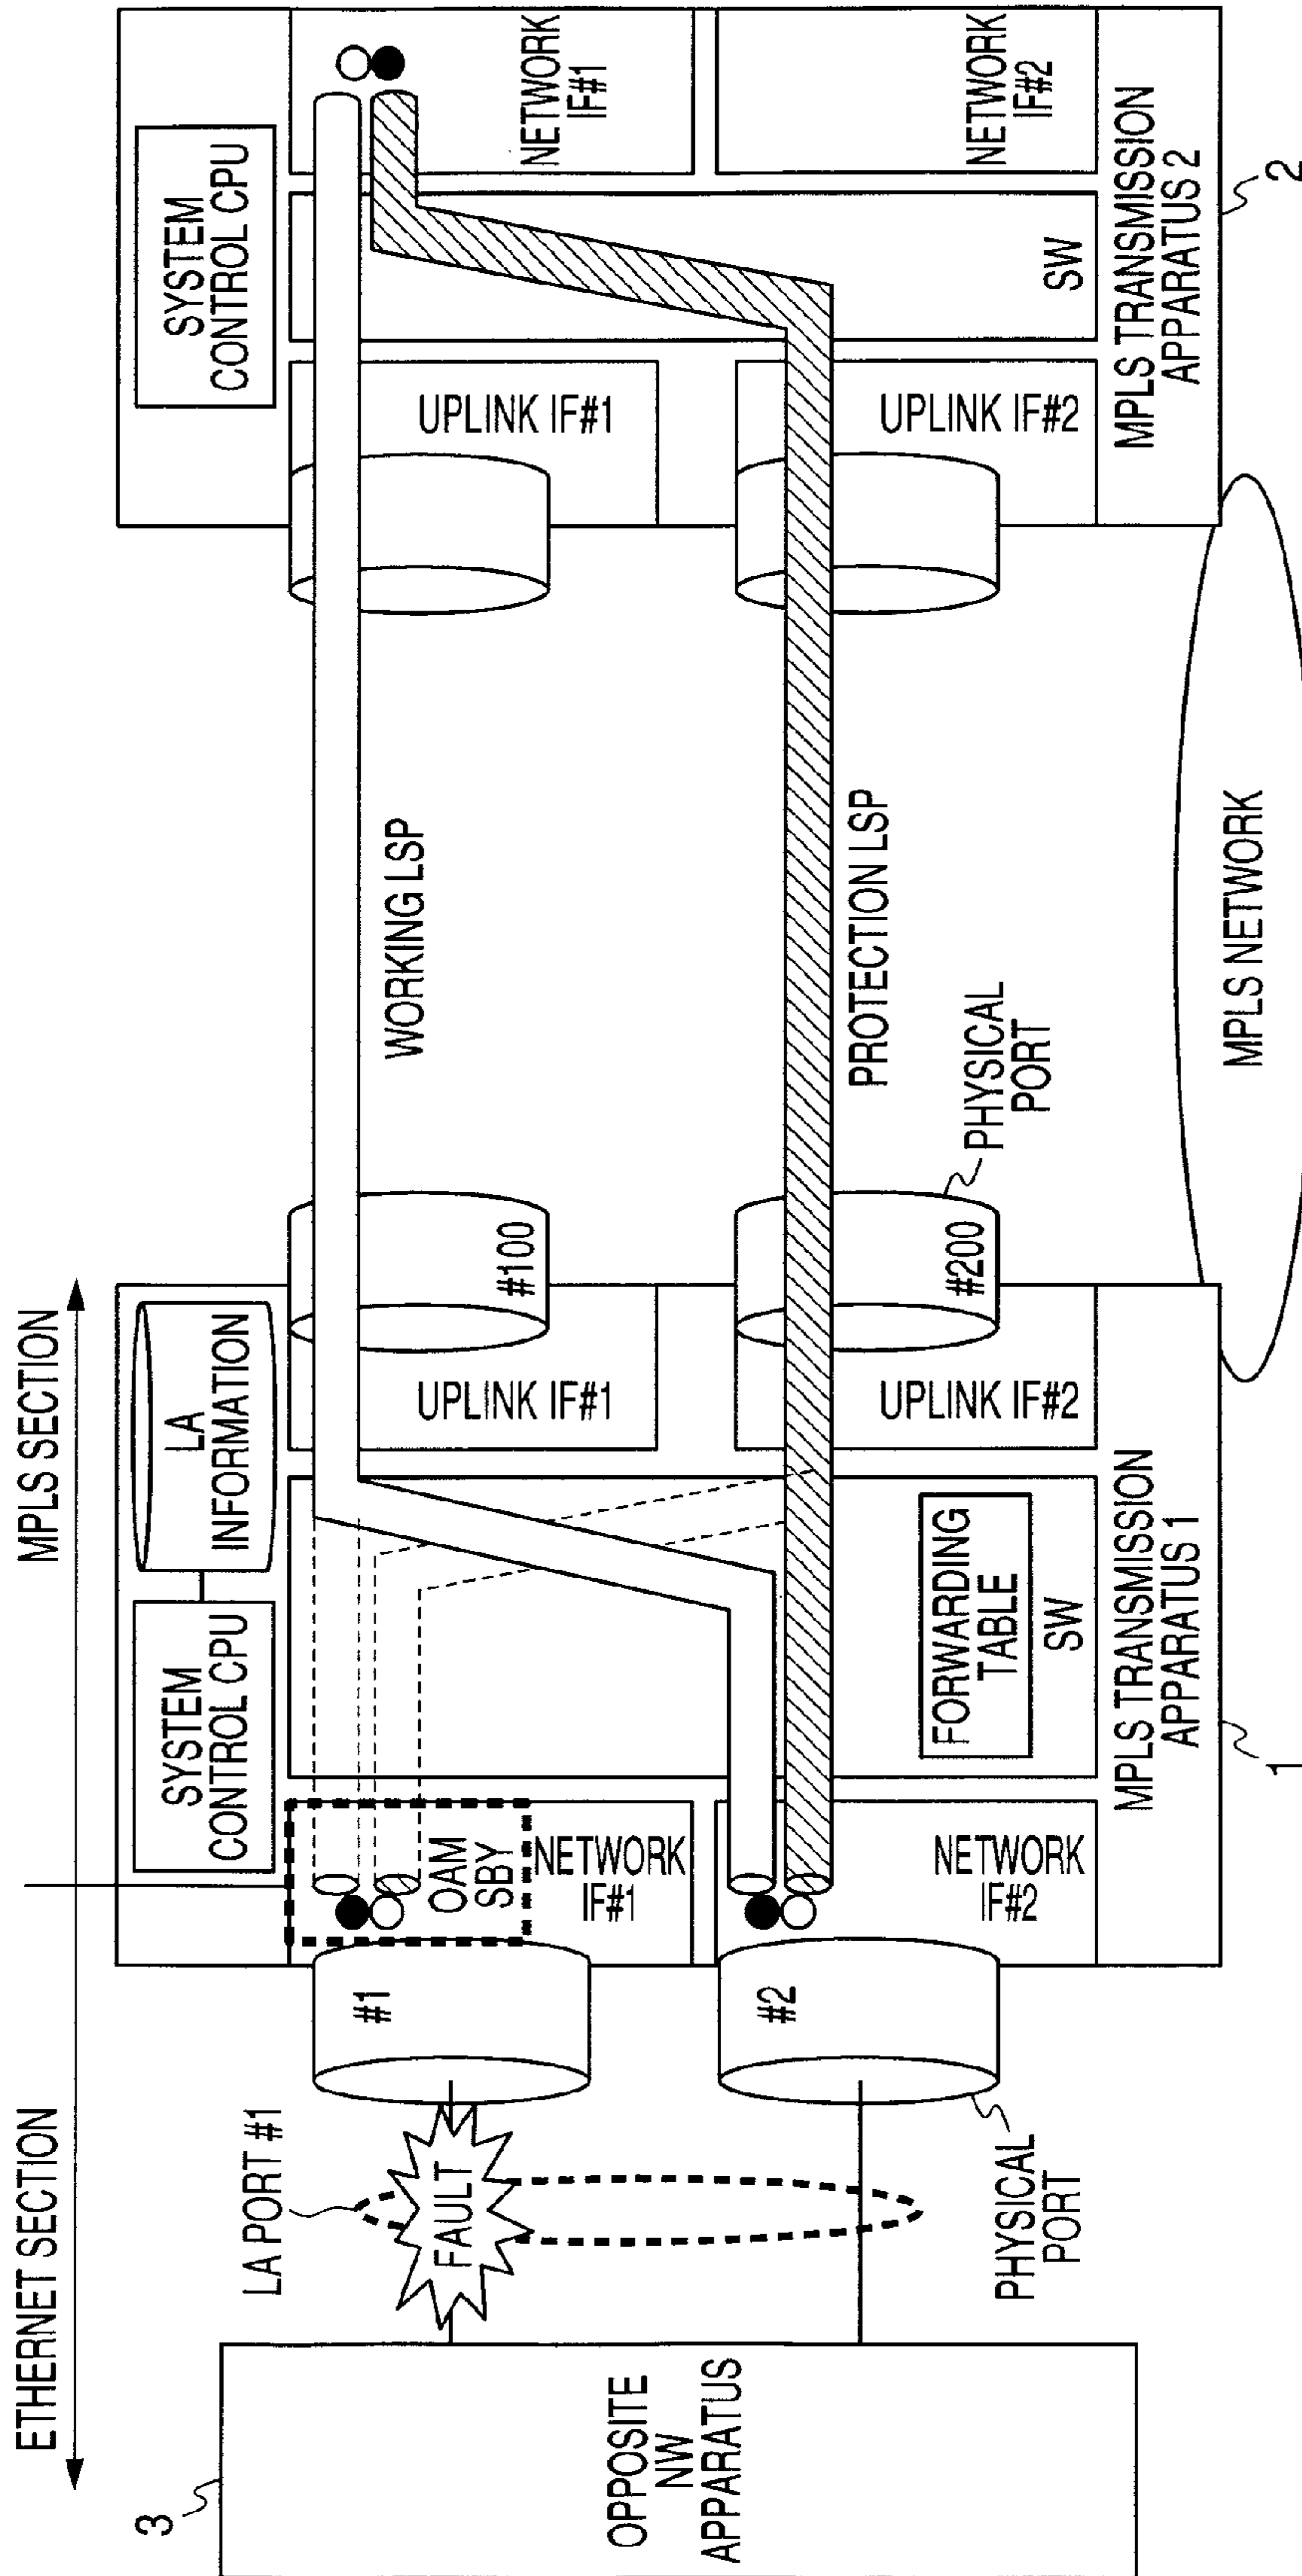 ETHERNET SECTION
MPLS SECTION
3
OPPOSITE
NW
APPARATUS
LA PORT #1
FAULT
PHYSICAL
PORT
#1
#2
SYSTEM
CONTROL CPU
LA
INFORMATION
OAM
SBY
NETWORK
IF#1
NETWORK
IF#2
FORWARDING
TABLE
SW
UPLINK IF#1
UPLINK IF#2
MPLS TRANSMISSION
APPARATUS 1
1
#100
#200
PHYSICAL
PORT
WORKING LSP
PROTECTION LSP
MPLS NETWORK
SYSTEM
CONTROL CPU
UPLINK IF#1
UPLINK IF#2
SW
NETWORK
IF#1
NETWORK
IF#2
MPLS TRANSMISSION
APPARATUS 2
2